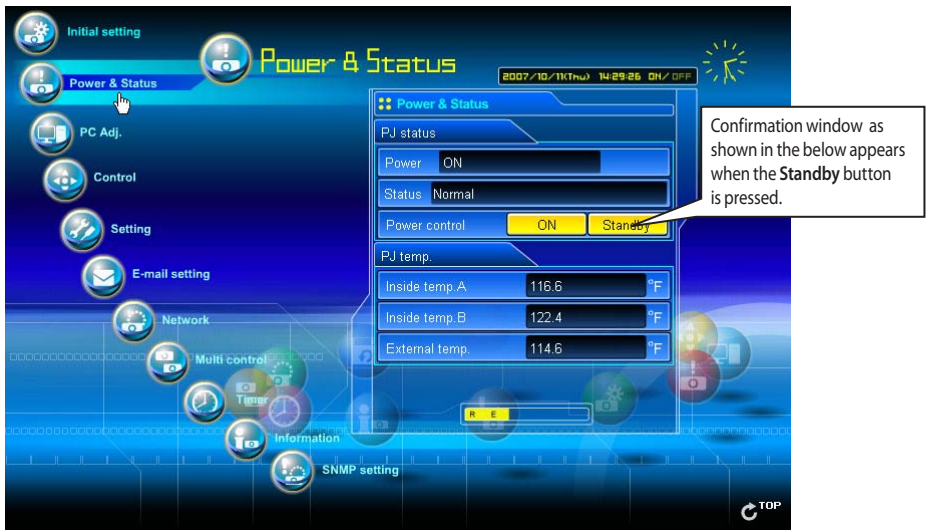 Initial setting
Power & Status
Power & Status
2007/10/11(Thu) 14:29:26 ON/OFF
PC Adj.
Control
Setting
E-mail setting
Network
Multi control
Timer
Information
SNMP setting
Power & Status
PJ status
Power ON
Status Normal
Power control ON Standby
PJ temp.
Inside temp.A 116.6 °F
Inside temp.B 122.4 °F
External temp. 114.6 °F
R E
Confirmation window as
shown in the below appears
when the Standby button
is pressed.
TOP